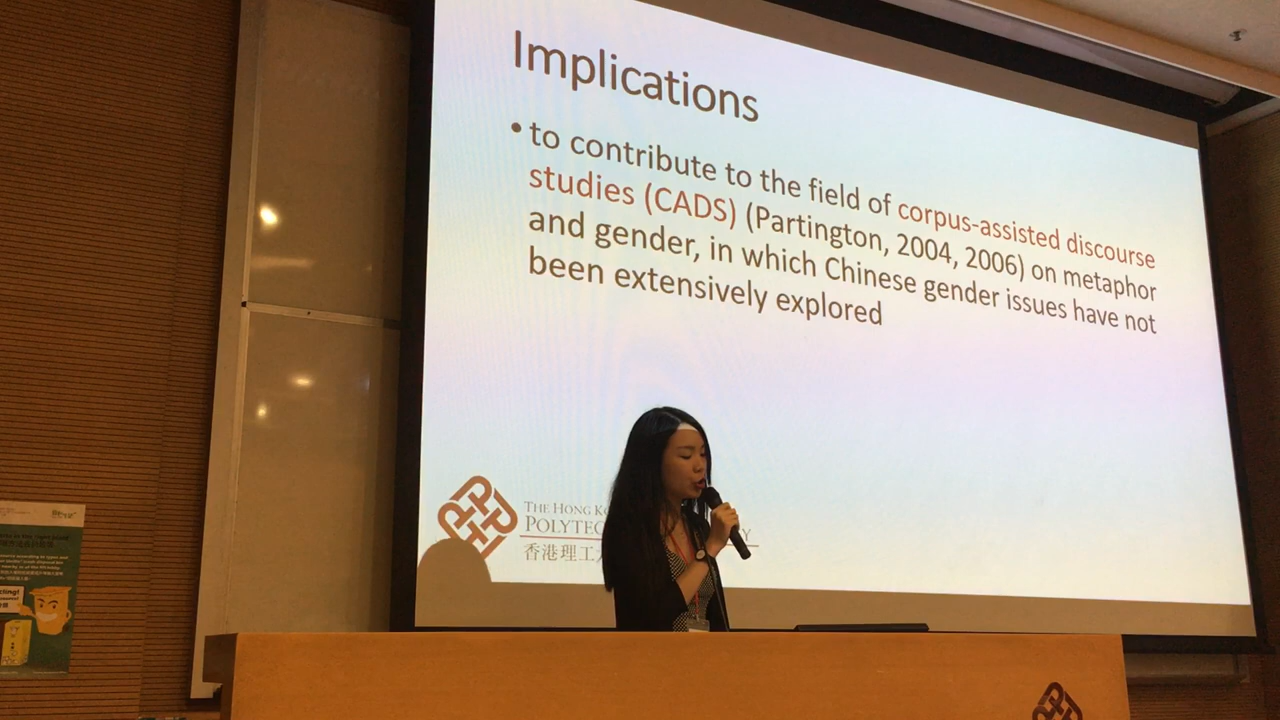 Implications
• to contribute to the field of corpus-assisted discourse
studies (CADS) (Partington, 2004, 2006) on metaphor
and gender, in which Chinese gender issues have not
been extensively explored
THE HONG
POLYTEC
香港理工